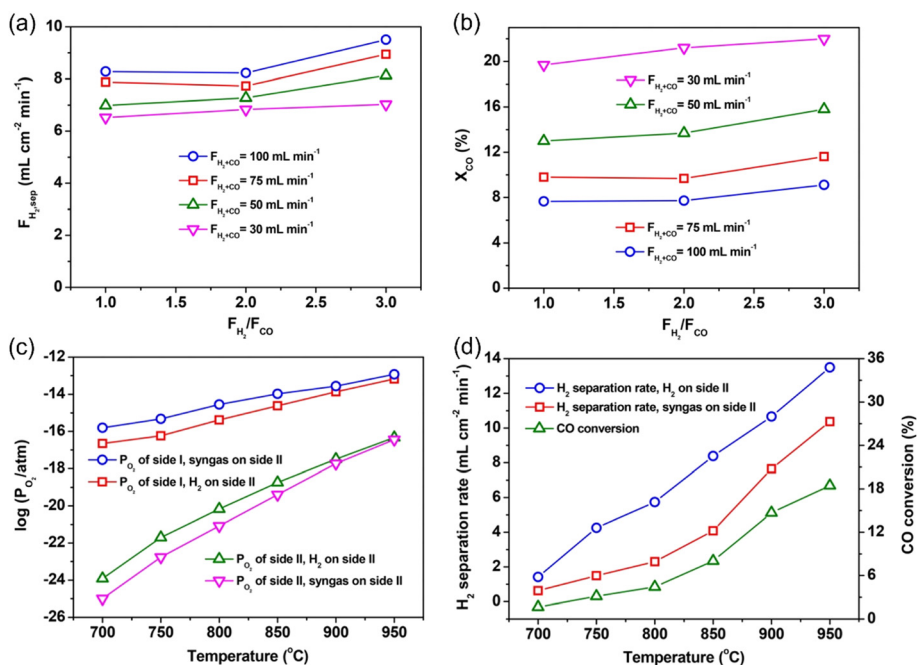 (a)
10
8
6
4
2
0
F_H₂,sep (mL cm⁻² min⁻¹)
F_H₂+CO = 100 mL min⁻¹
F_H₂+CO = 75 mL min⁻¹
F_H₂+CO = 50 mL min⁻¹
F_H₂+CO = 30 mL min⁻¹
1.0 1.5 2.0 2.5 3.0
F_H₂/F_CO
(b)
20
16
12
8
4
0
X_CO (%)
F_H₂+CO = 30 mL min⁻¹
F_H₂+CO = 50 mL min⁻¹
F_H₂+CO = 75 mL min⁻¹
F_H₂+CO = 100 mL min⁻¹
1.0 1.5 2.0 2.5 3.0
F_H₂/F_CO
(c)
-12
-14
-16
-18
-20
-22
-24
-26
log (P_O₂/atm)
P_O₂ of side I, syngas on side II
P_O₂ of side I, H₂ on side II
P_O₂ of side II, H₂ on side II
P_O₂ of side II, syngas on side II
700 750 800 850 900 950
Temperature (°C)
(d)
14
12
10
8
6
4
2
0
H₂ separation rate (mL cm⁻² min⁻¹)
H₂ separation rate, H₂ on side II
H₂ separation rate, syngas on side II
CO conversion
36
30
24
18
12
6
0
CO conversion (%)
700 750 800 850 900 950
Temperature (°C)